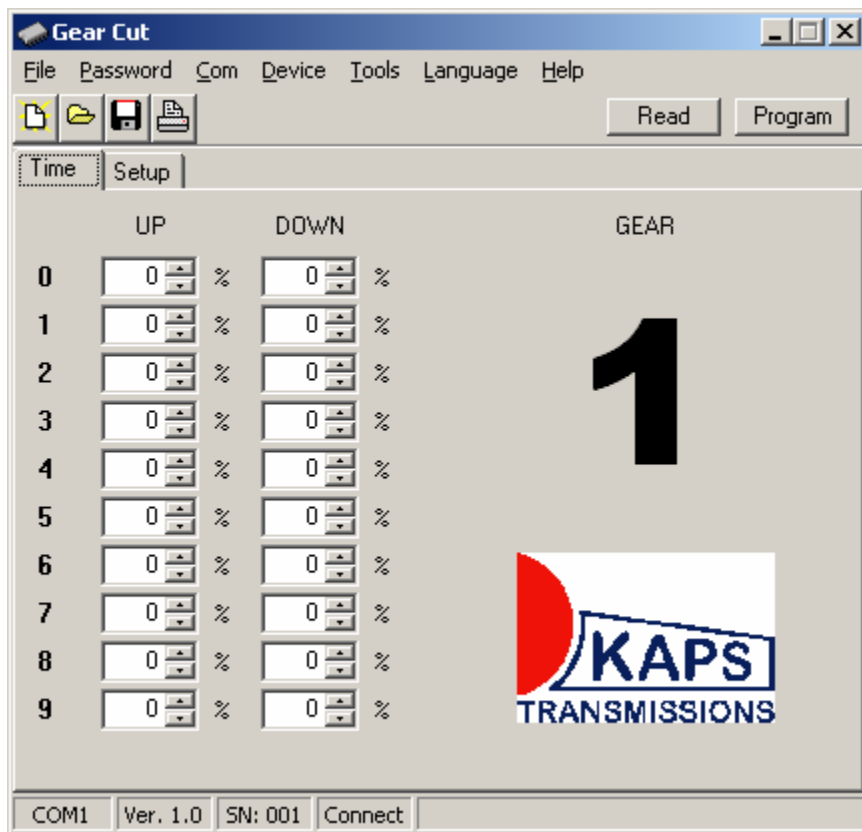 Gear Cut
File Password Com Device Tools Language Help
Read Program
Time Setup
UP DOWN GEAR
0 0 % 0 %
1 0 % 0 %
2 0 % 0 %
3 0 % 0 %
4 0 % 0 %
5 0 % 0 %
6 0 % 0 %
7 0 % 0 %
8 0 % 0 %
9 0 % 0 %
1
KAPS
TRANSMISSIONS
COM1 Ver. 1.0 SN: 001 Connect